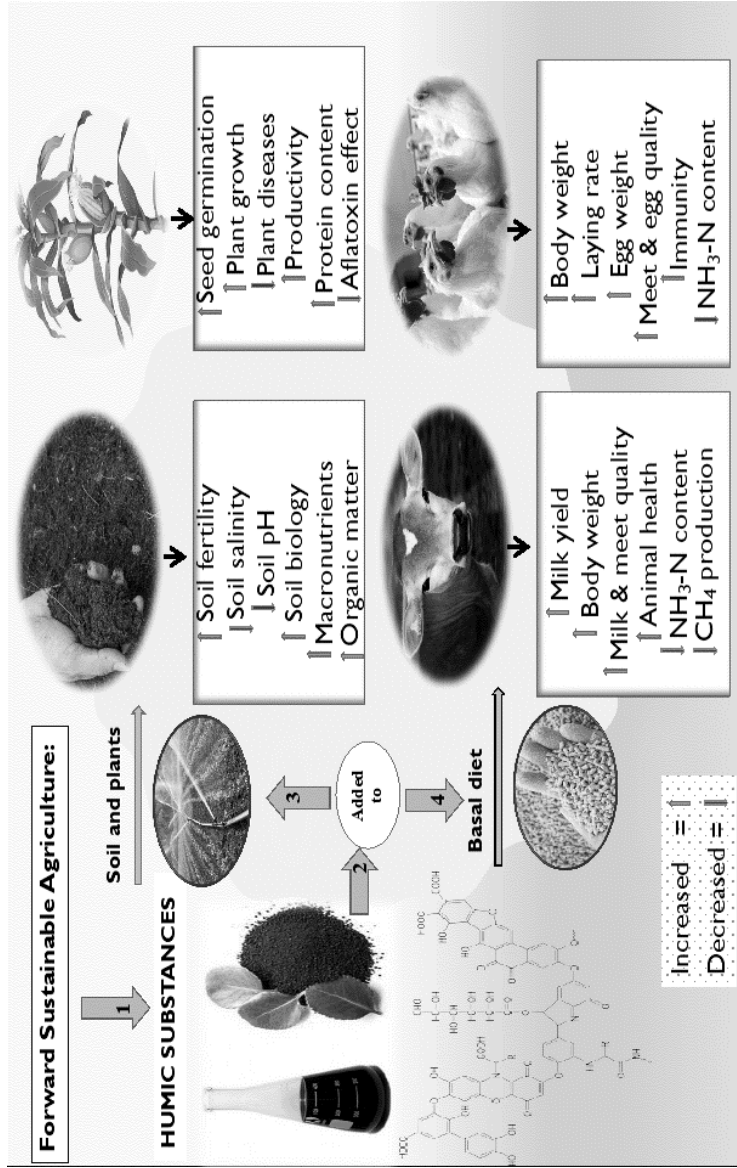 Forward Sustainable Agriculture:
1
HUMIC SUBSTANCES
2
Added
to
3
Soil and plants
4
Basal diet
↑Soil fertility
↓Soil salinity
↓Soil pH
↑Soil biology
↑Macronutrients
↑Organic matter
↑Seed germination
↑Plant growth
↓Plant diseases
↑Productivity
↑Protein content
↓Aflatoxin effect
↑Milk yield
↑Body weight
↑Milk & meet quality
↑Animal health
↓NH₃-N content
↓CH₄ production
↑Body weight
↑Laying rate
↑Egg weight
↑Meet & egg quality
↑Immunity
↓NH₃-N content
Increased =↑
Decreased =↓